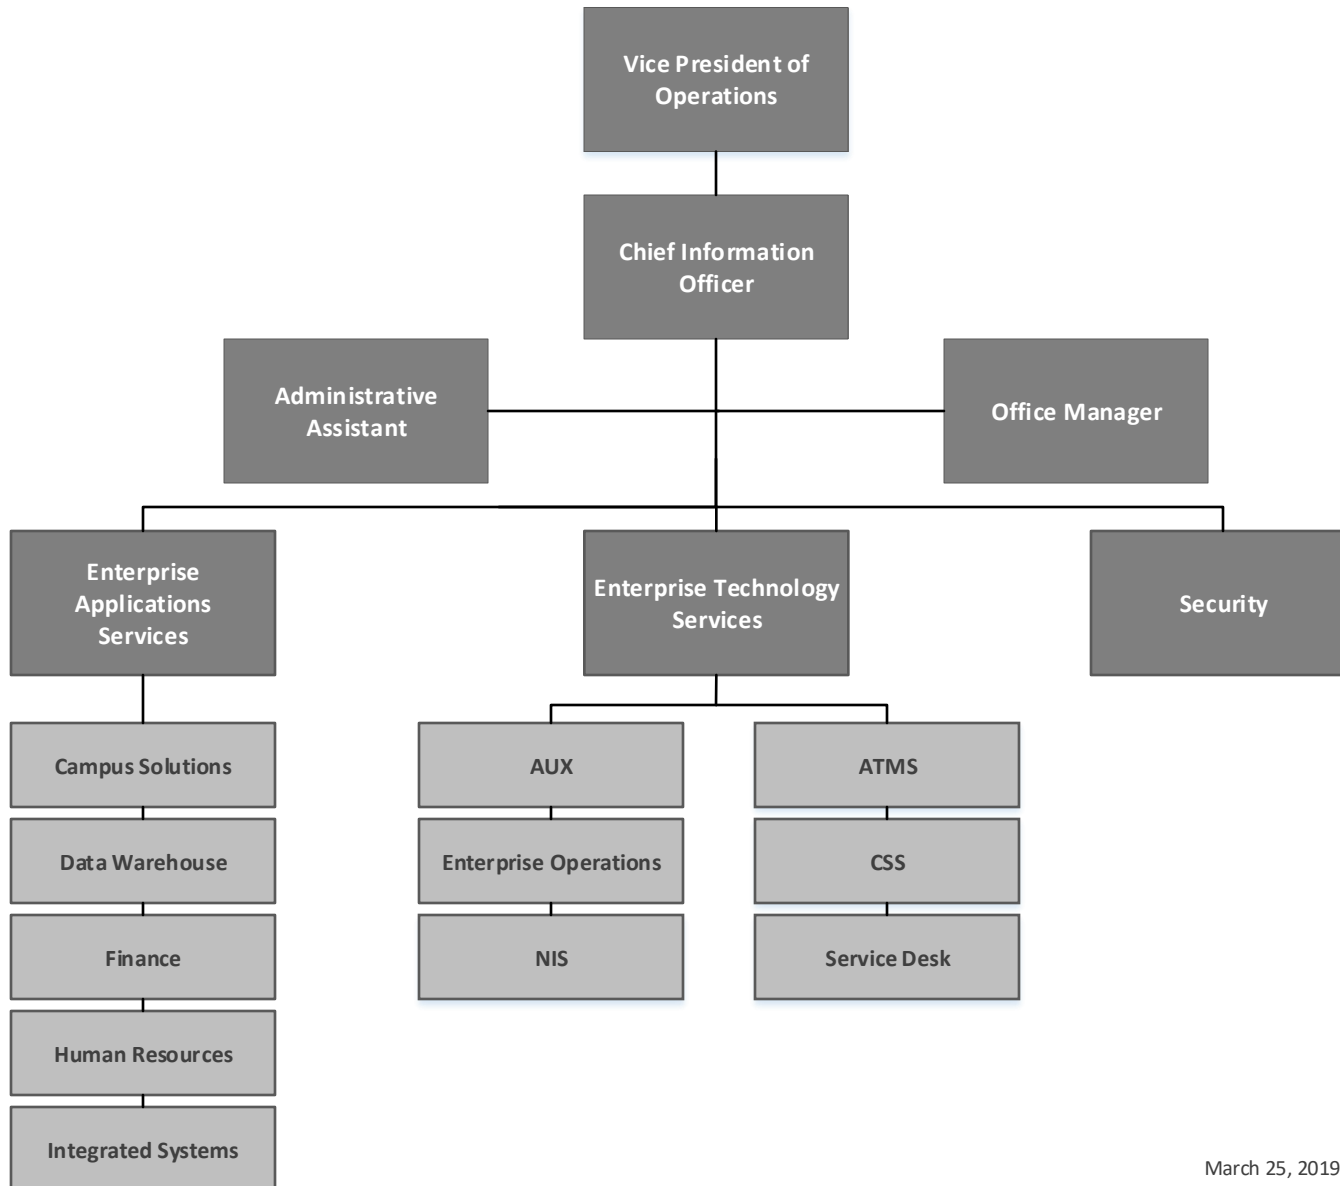 Vice President of
Operations
Chief Information
Officer
Administrative
Assistant
Office Manager
Enterprise
Applications
Services
Enterprise Technology
Services
Security
Campus Solutions
Data Warehouse
Finance
Human Resources
Integrated Systems
AUX
Enterprise Operations
NIS
ATMS
CSS
Service Desk
March 25, 2019